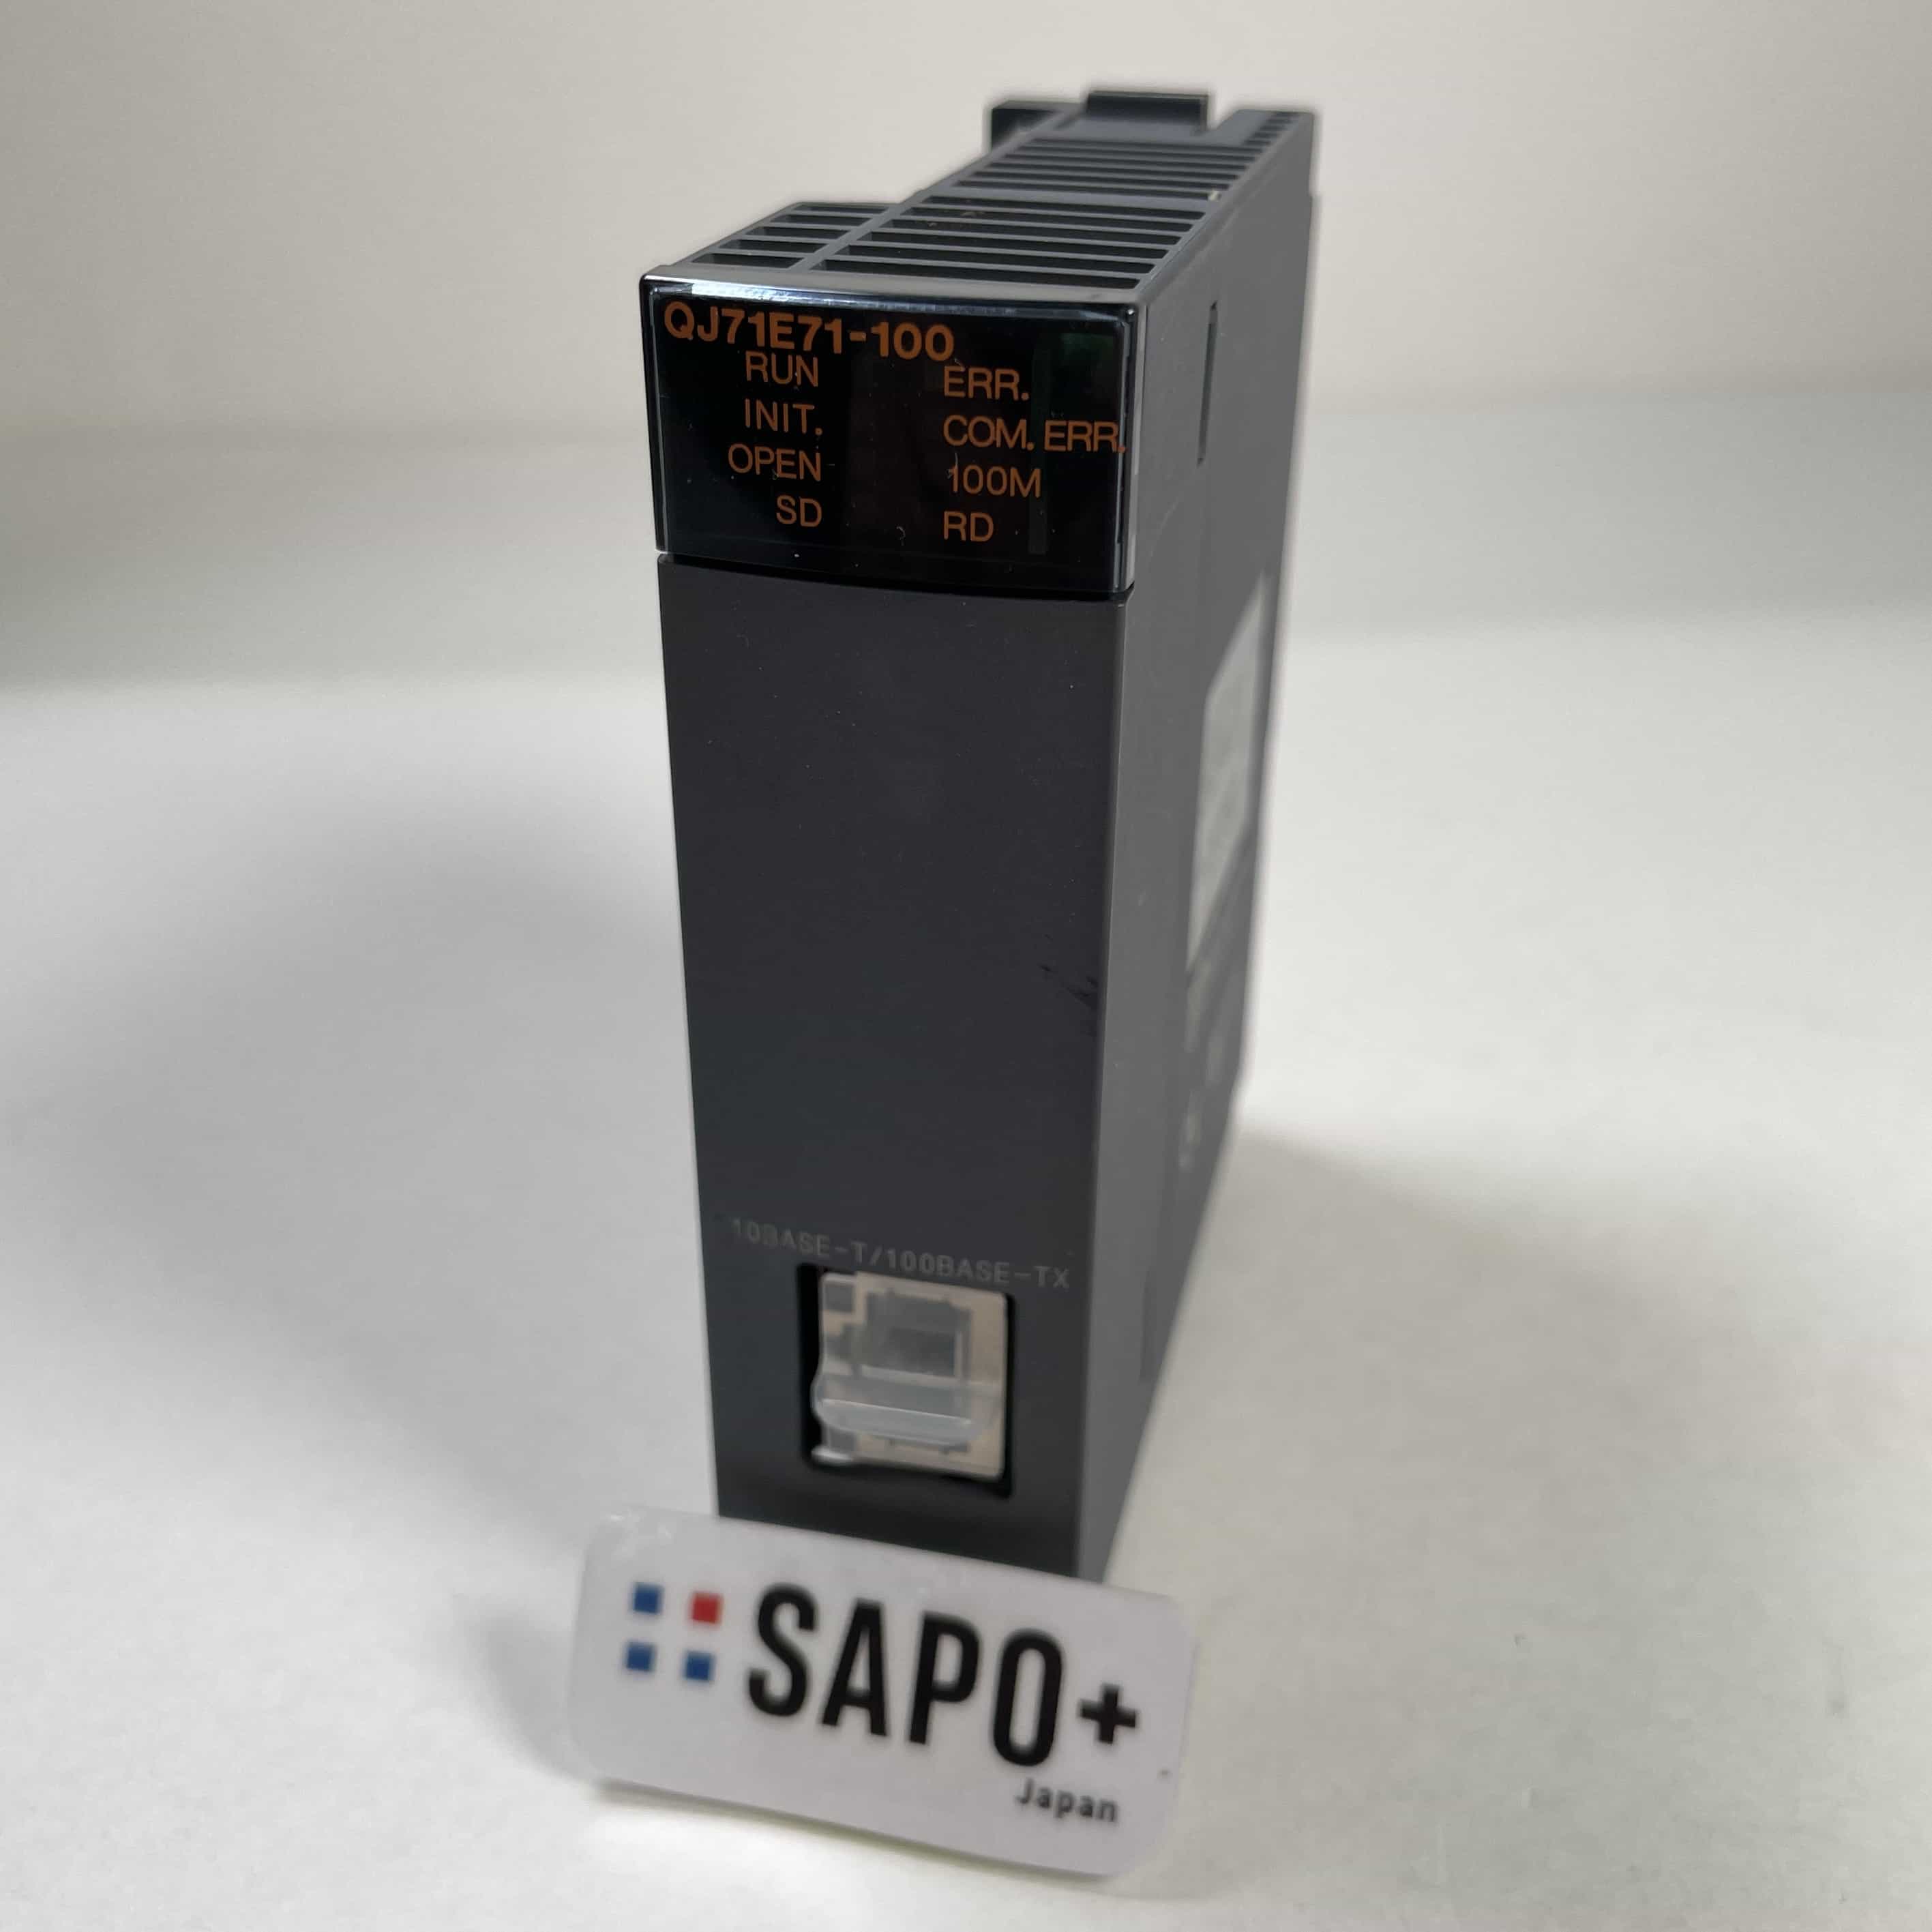 QJ71E71-100
RUN ERR.
INIT. COM. ERR.
OPEN 100M
SD RD
10BASE-T/100BASE-TX
SAPO+
Japan